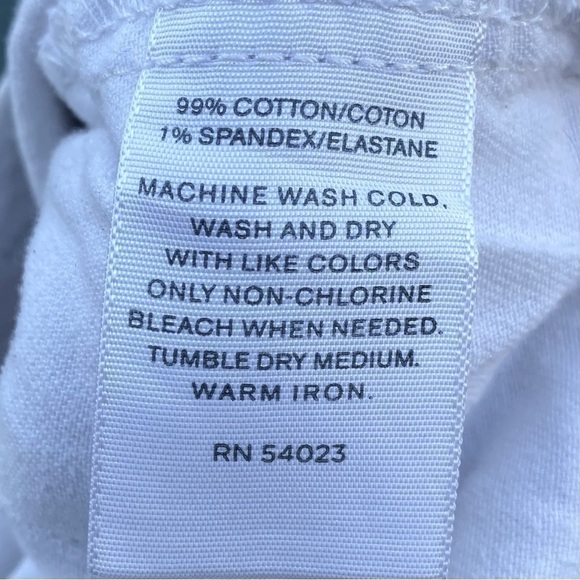 99% COTTON/COTON
1% SPANDEX/ELASTANE
MACHINE WASH COLD.
WASH AND DRY
WITH LIKE COLORS
ONLY NON-CHLORINE
BLEACH WHEN NEEDED.
TUMBLE DRY MEDIUM.
WARM IRON.
RN 54023